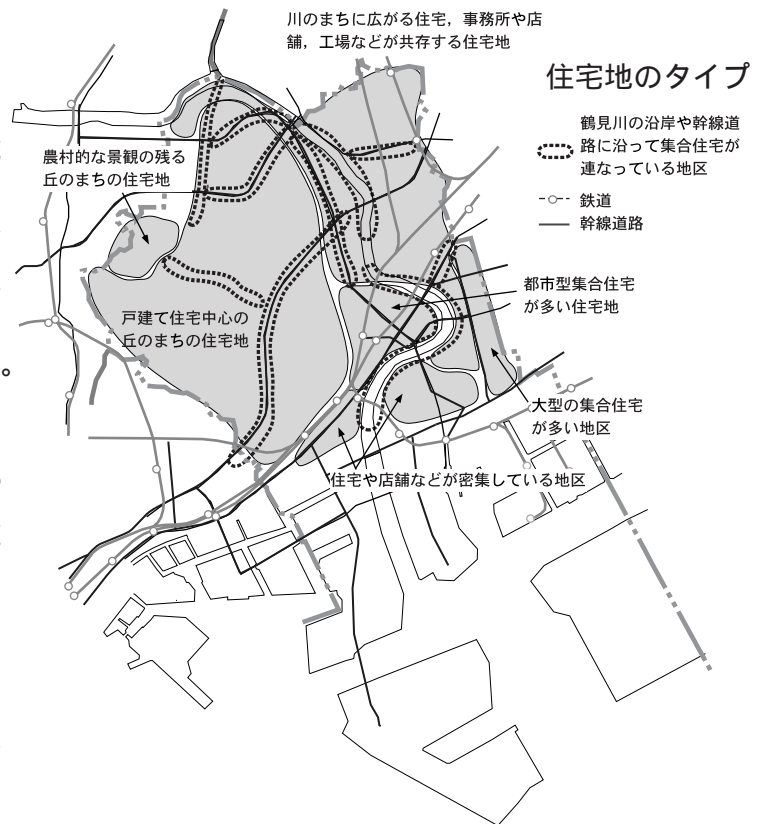 川のまちに広がる住宅，事務所や店
舗，工場などが共存する住宅地
住宅地のタイプ
鶴見川の沿岸や幹線道
路に沿って集合住宅が
連なっている地区
鉄道
幹線道路
農村的な景観の残る
丘のまちの住宅地
都市型集合住宅
が多い住宅地
戸建て住宅中心の
丘のまちの住宅地
大型の集合住宅
が多い地区
住宅や店舗などが密集している地区
。